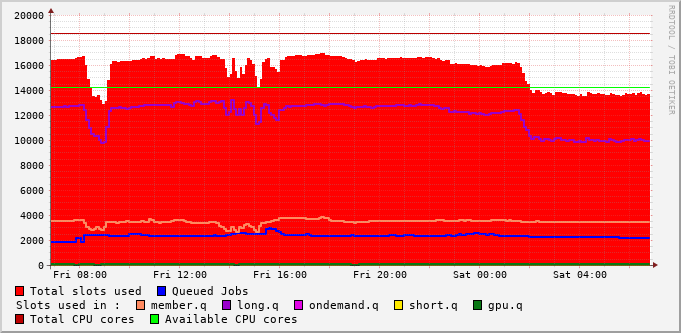 RRDTOOL / TOBI OETIKER
20000
18000
16000
14000
12000
10000
8000
6000
4000
2000
0
Fri 08:00 Fri 12:00 Fri 16:00 Fri 20:00 Sat 00:00 Sat 04:00
Total slots used Queued Jobs
Slots used in : member.q long.q ondemand.q short.q gpu.q
Total CPU cores Available CPU cores